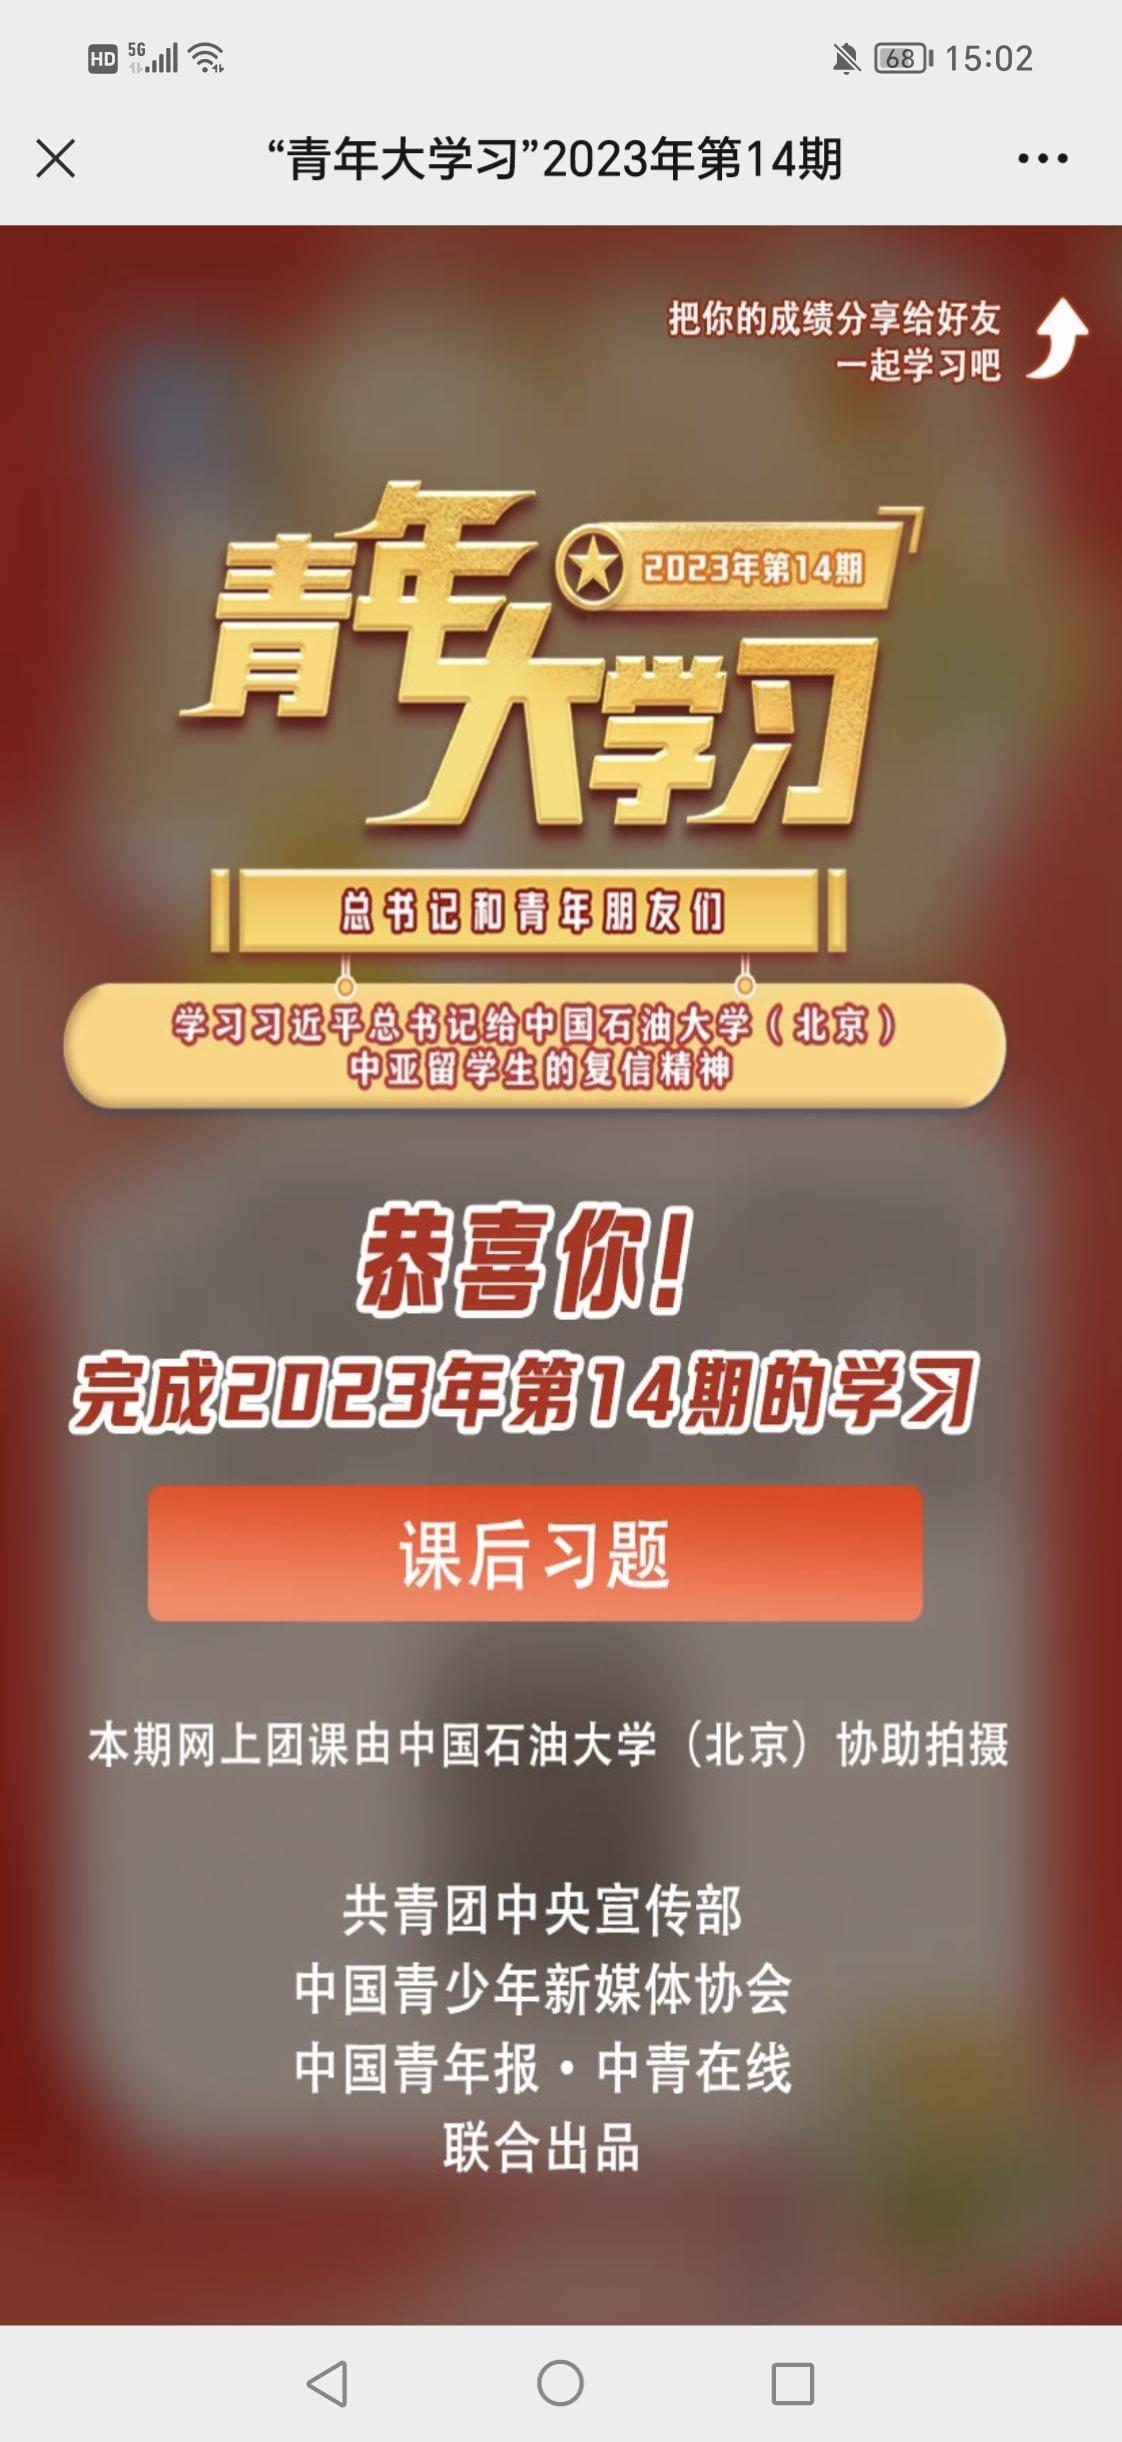 HD 5G 68 15:02
“青年大学习”2023年第14期
把你的成绩分享给好友
一起学习吧
青年大学习
2023年第14期
总书记和青年朋友们
学习习近平总书记给中国石油大学（北京）
中亚留学生的复信精神
恭喜你！
完成2023年第14期的学习
课后习题
本期网上团课由中国石油大学（北京）协助拍摄
共青团中央宣传部
中国青少年新媒体协会
中国青年报·中青在线
联合出品